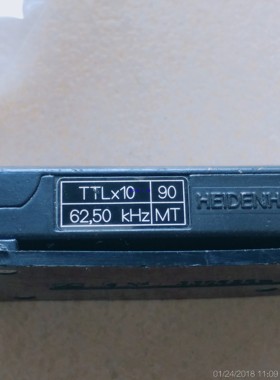 TTLx10 90
HEIDENH
62,50 kHz MT
01/24/2018 11:09